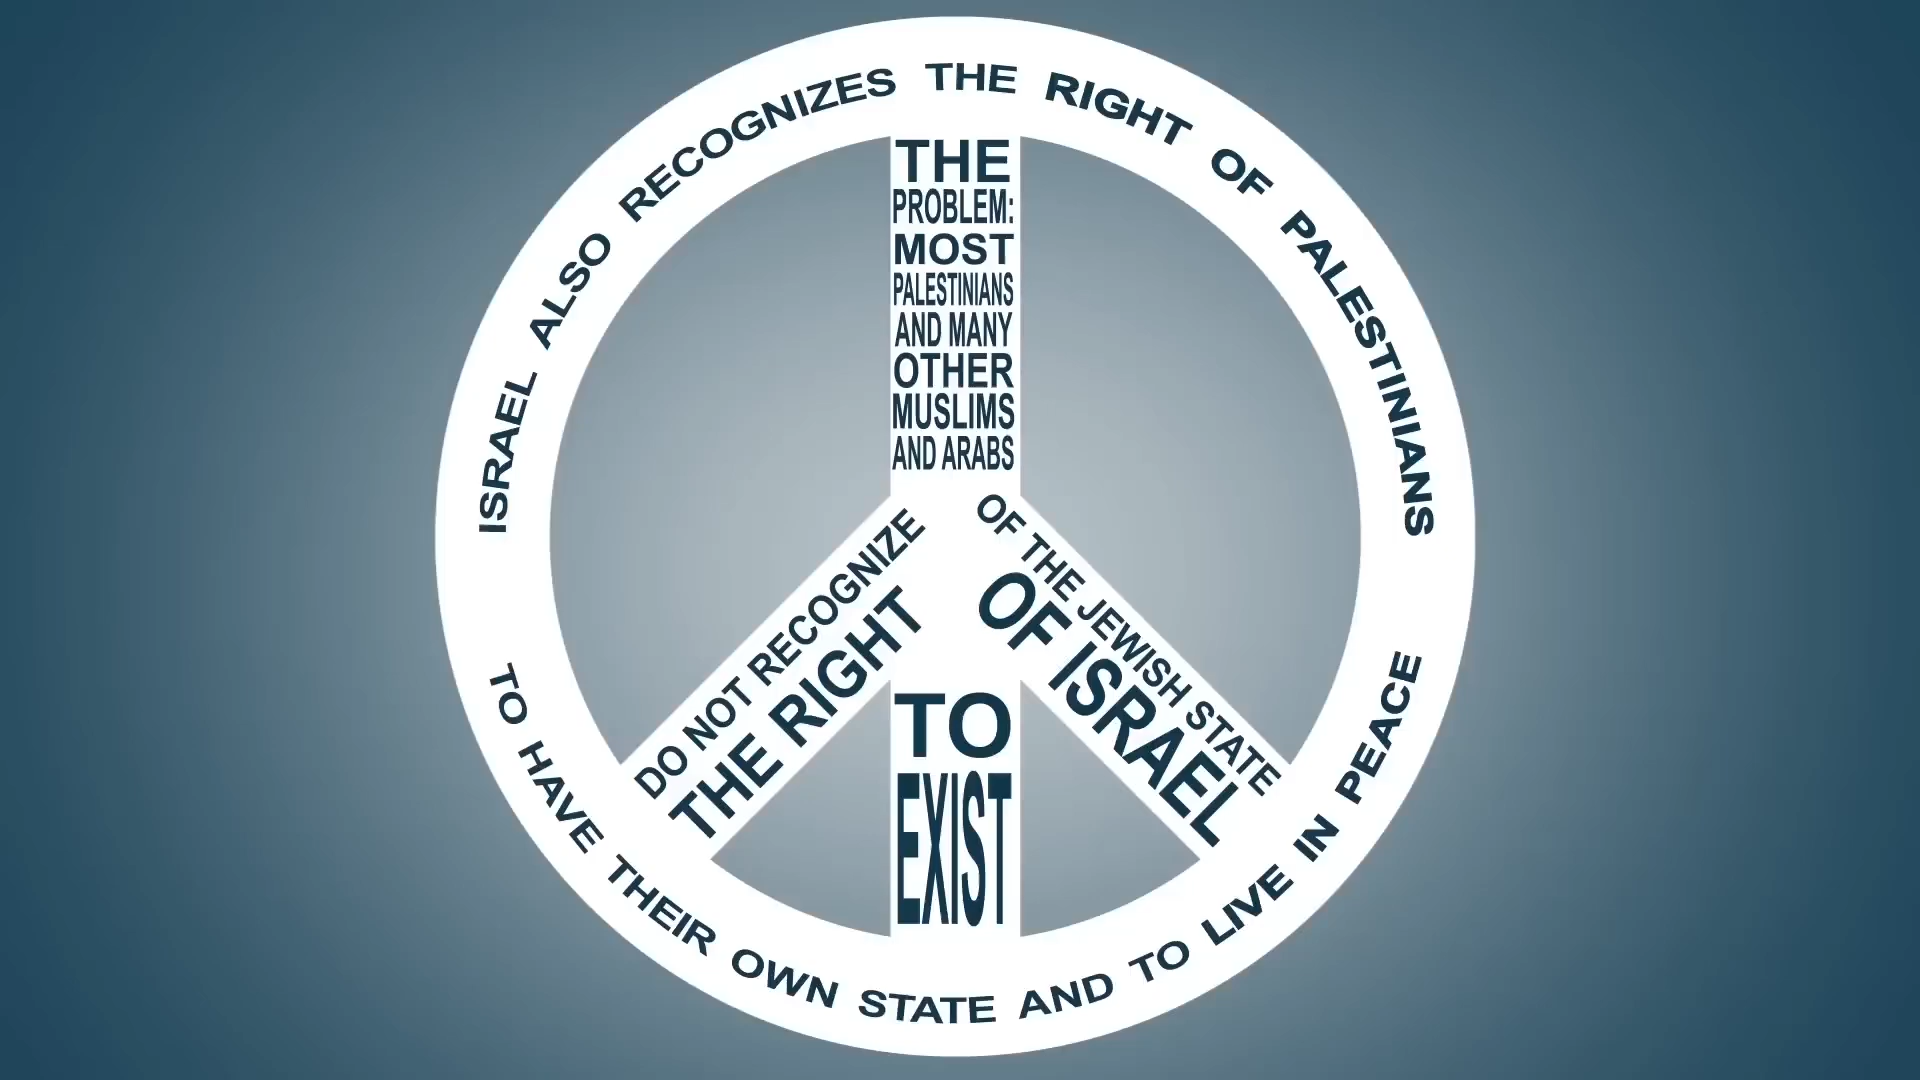 ISRAEL ALSO RECOGNIZES THE RIGHT OF PALESTINIANS
TO HAVE THEIR OWN STATE AND TO LIVE IN PEACE
THE
PROBLEM:
MOST
PALESTINIANS
AND MANY
OTHER
MUSLIMS
AND ARABS
DO NOT RECOGNIZE
THE RIGHT
OF THE JEWISH STATE
OF ISRAEL
TO
EXIST